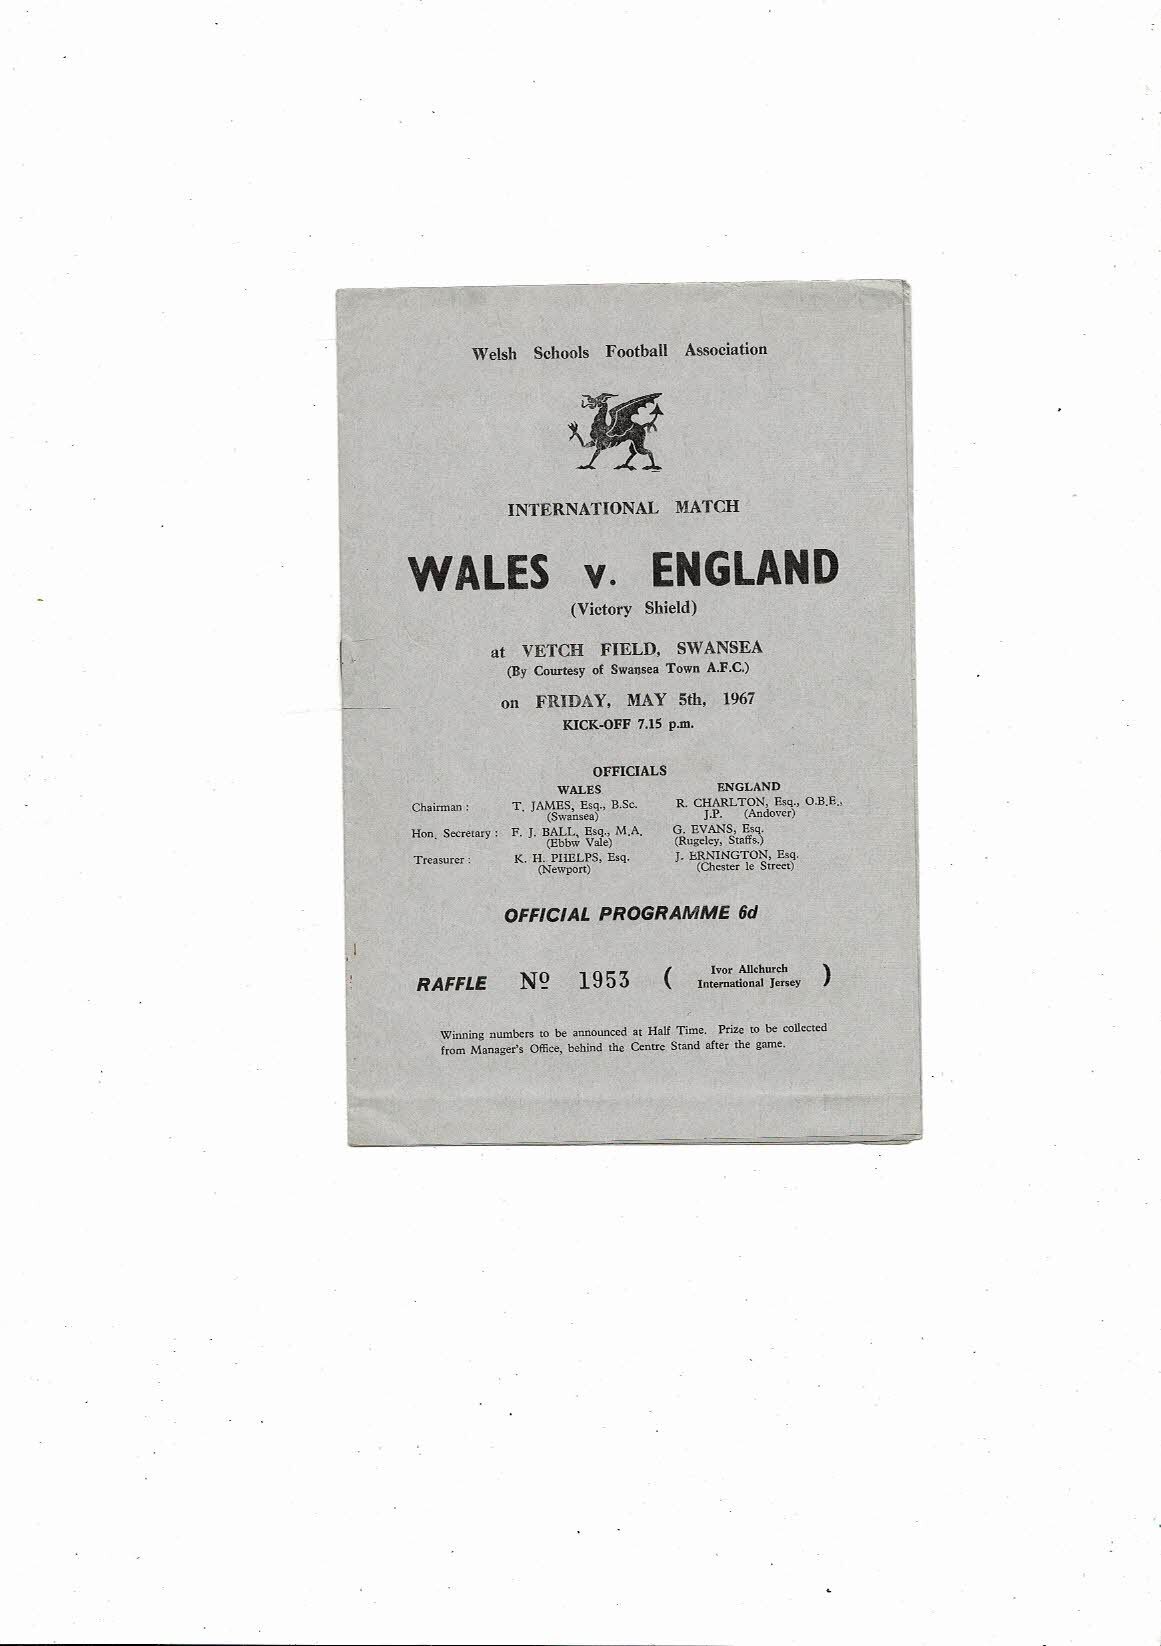 Welsh Schools Football Association
INTERNATIONAL MATCH
WALES v. ENGLAND
(Victory Shield)
at VETCH FIELD, SWANSEA
(By Courtesy of Swansea Town A.F.C.)
on FRIDAY, MAY 5th, 1967
KICK-OFF 7.15 p.m.
OFFICIALS
WALES ENGLAND
Chairman : T. JAMES, Esq., B.Sc. R. CHARLTON, Esq., O.B.E.,
(Swansea) J.P. (Andover)
Hon. Secretary : F. J. BALL, Esq., M.A. G. EVANS, Esq.
(Ebbw Vale) (Rugeley, Staffs.)
Treasurer : K. H. PHELPS, Esq. J. ERNINGTON, Esq.
(Newport) (Chester le Street)
OFFICIAL PROGRAMME 6d
RAFFLE Nº 1953 ( Ivor Allchurch
International Jersey )
Winning numbers to be announced at Half Time. Prize to be collected
from Manager's Office, behind the Centre Stand after the game.